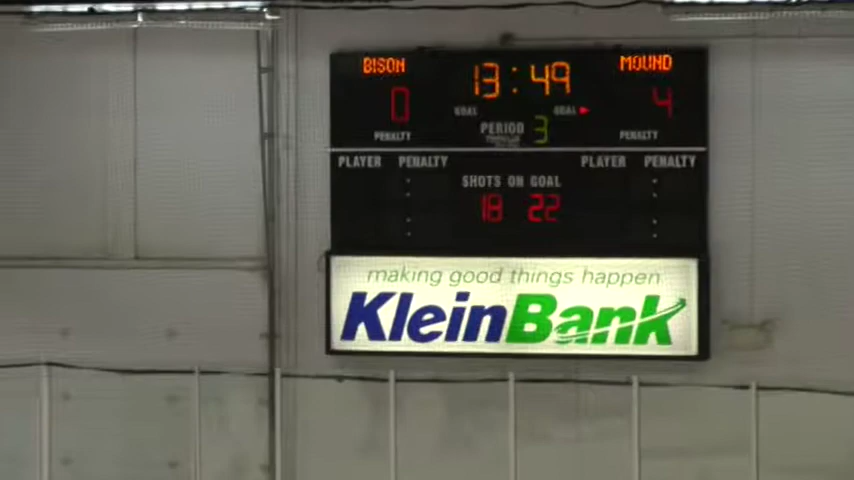 BISON 13:49 MOUND
0 GOAL GOAL 4
PENALTY PERIOD 3 PENALTY
PLAYER PENALTY PLAYER PENALTY
SHOTS ON GOAL
18 22
making good things happen
KleinBank